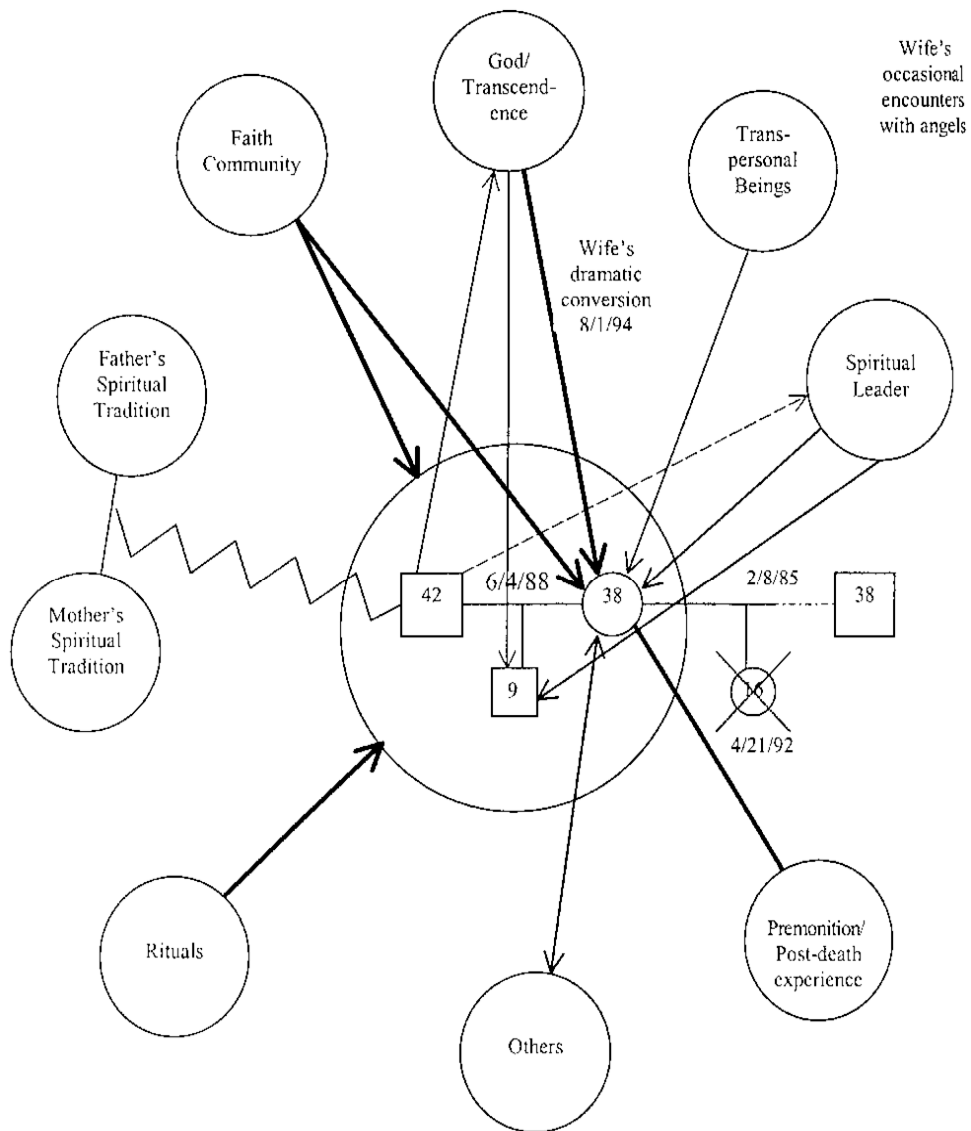 God/
Transcend-
ence
Wife's
occasional
encounters
with angels
Faith
Community
Trans-
personal
Beings
Wife's
dramatic
conversion
8/1/94
Father's
Spiritual
Tradition
Spiritual
Leader
42
6/4/88
38
2/8/85
38
Mother's
Spiritual
Tradition
9
16
4/21/92
Rituals
Premonition/
Post-death
experience
Others